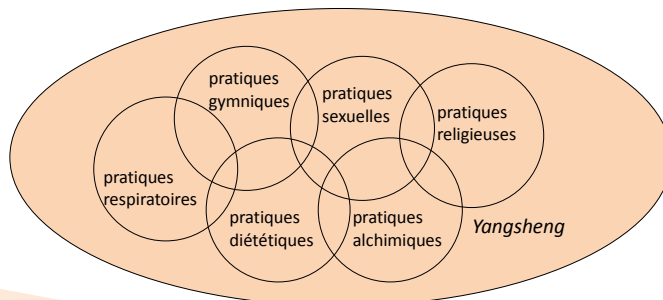 pratiques
gymniques
pratiques
sexuelles
pratiques
religieuses
pratiques
respiratoires
pratiques
diététiques
pratiques
alchimiques
Yangsheng